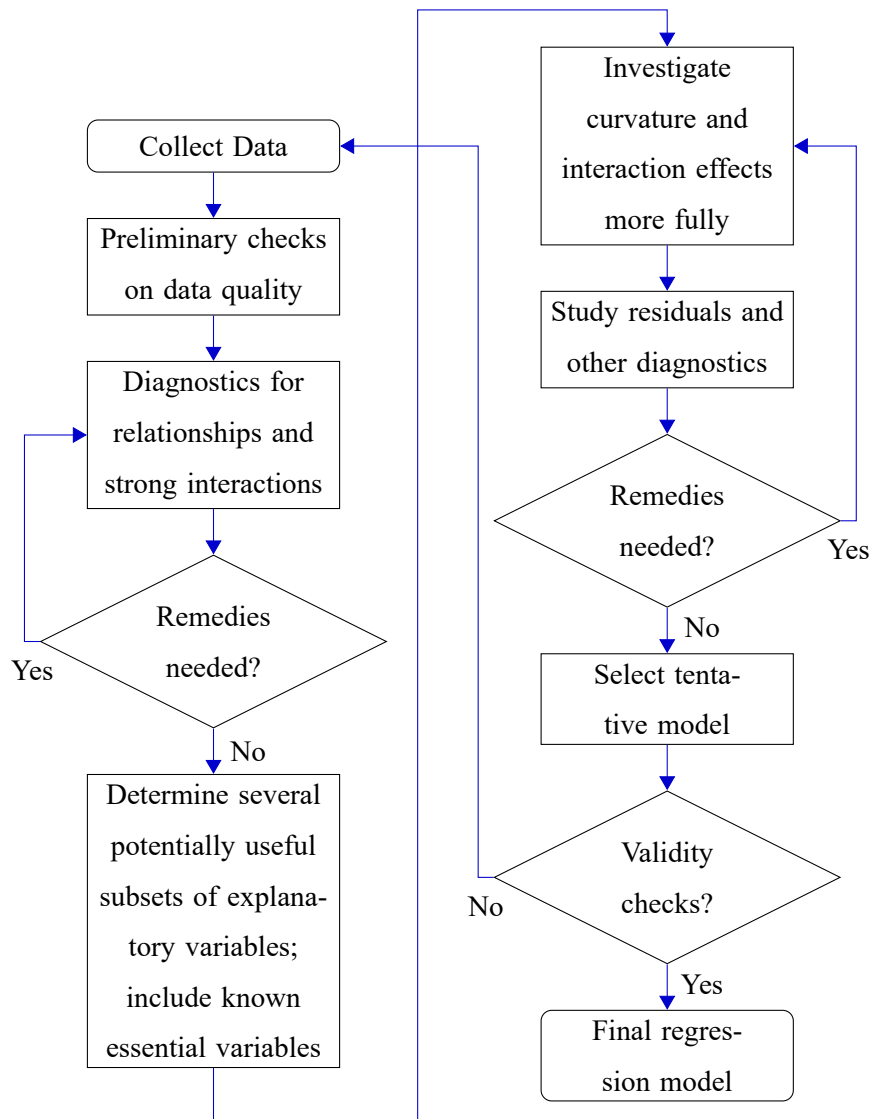 Collect Data
Preliminary checks
on data quality
Diagnostics for
relationships and
strong interactions
Remedies
needed?
Yes
No
Determine several
potentially useful
subsets of explana-
tory variables;
include known
essential variables
Investigate
curvature and
interaction effects
more fully
Study residuals and
other diagnostics
Remedies
needed?
Yes
No
Select tenta-
tive model
Validity
checks?
No
Yes
Final regres-
sion model